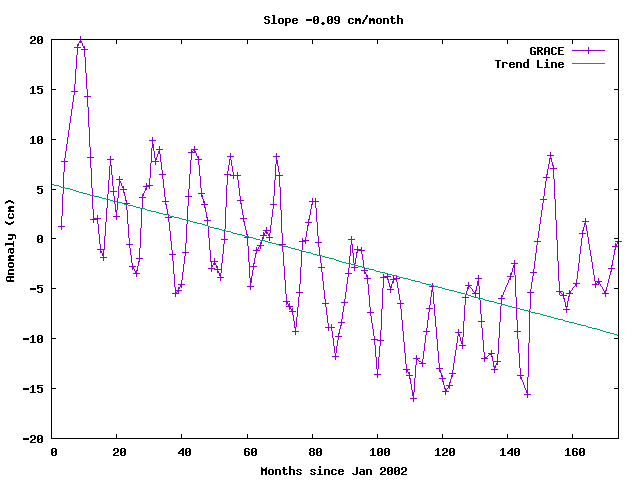 Slope -0.09 cm/month
GRACE
Trend Line
20
15
10
5
0
-5
-10
-15
-20
Anomaly (cm)
0 20 40 60 80 100 120 140 160
Months since Jan 2002